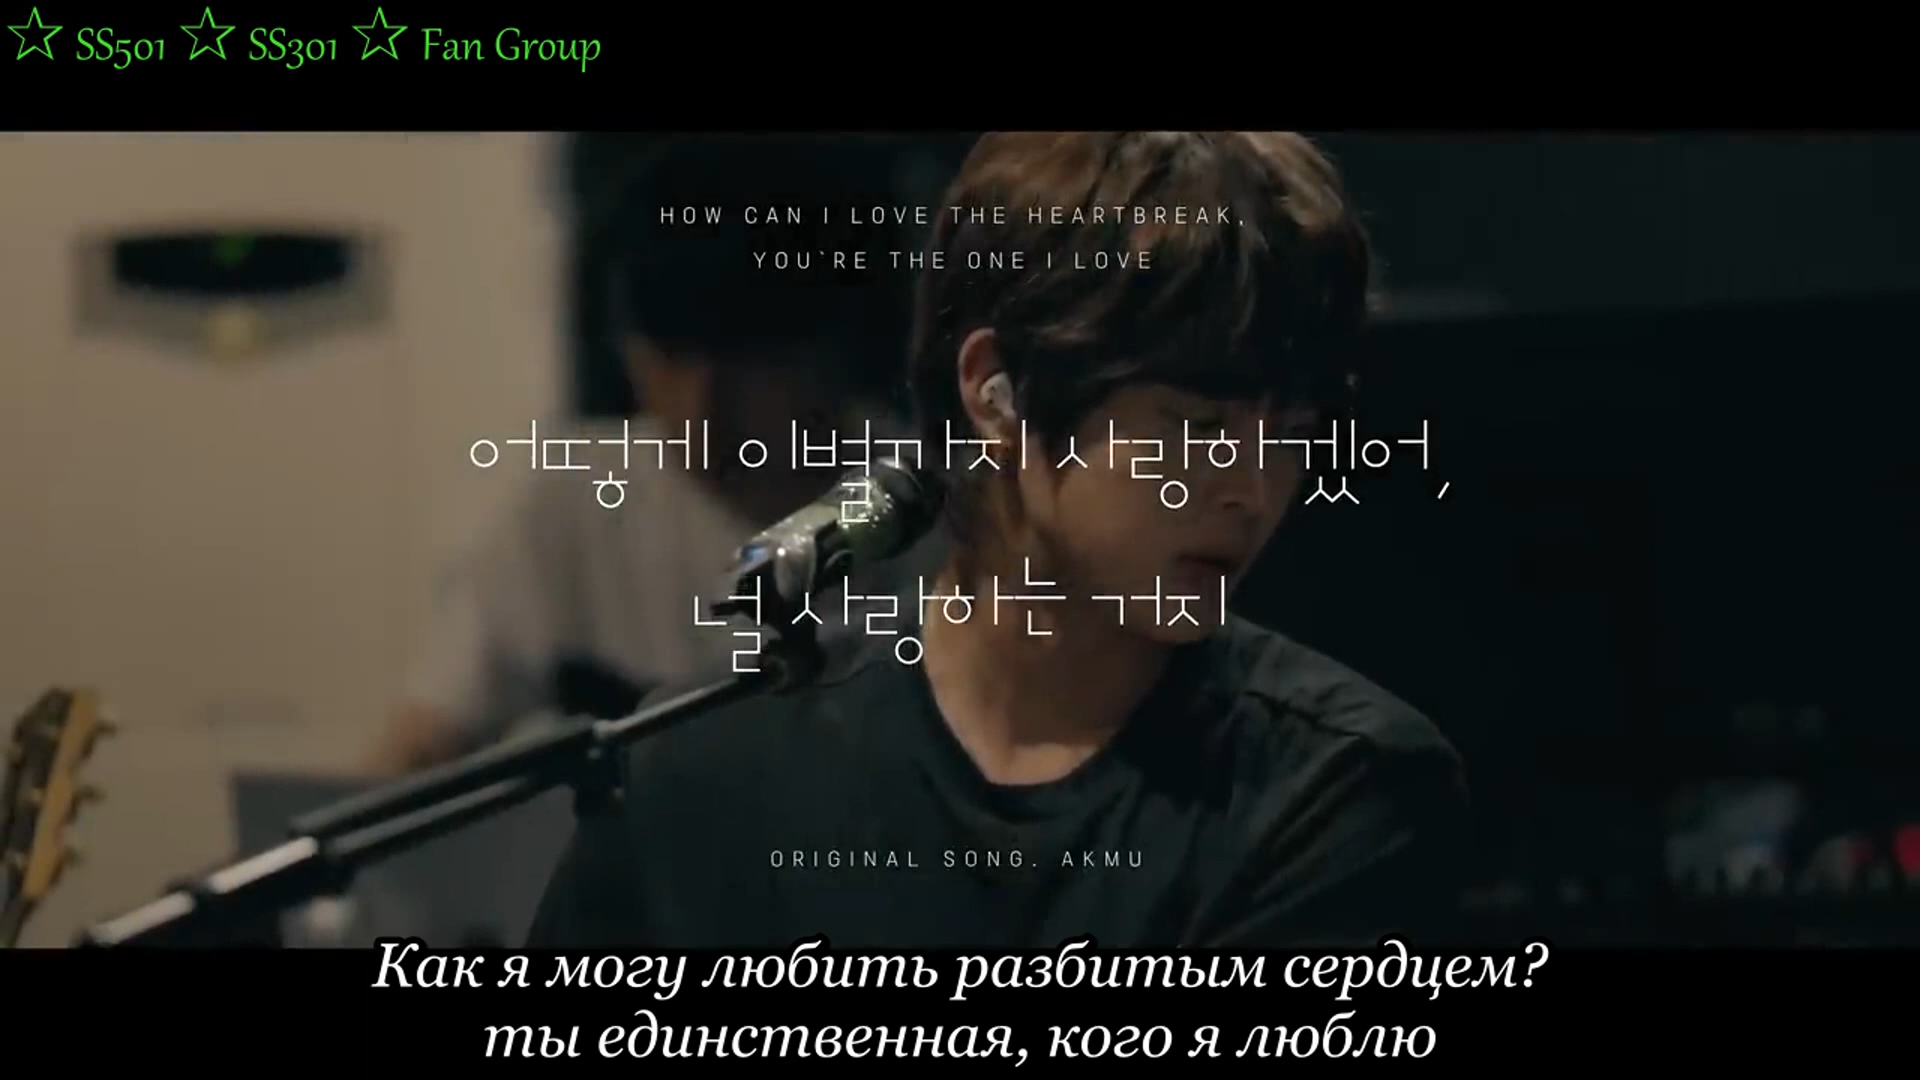 ☆ SS501 ☆ SS301 ☆ Fan Group
HOW CAN I LOVE THE HEARTBREAK,
YOU`RE THE ONE I LOVE
어떻게 이별까지 사랑하겠어,
널 사랑하는 거지
ORIGINAL SONG. AKMU
Как я могу любить разбитым сердцем?
ты единственная, кого я люблю